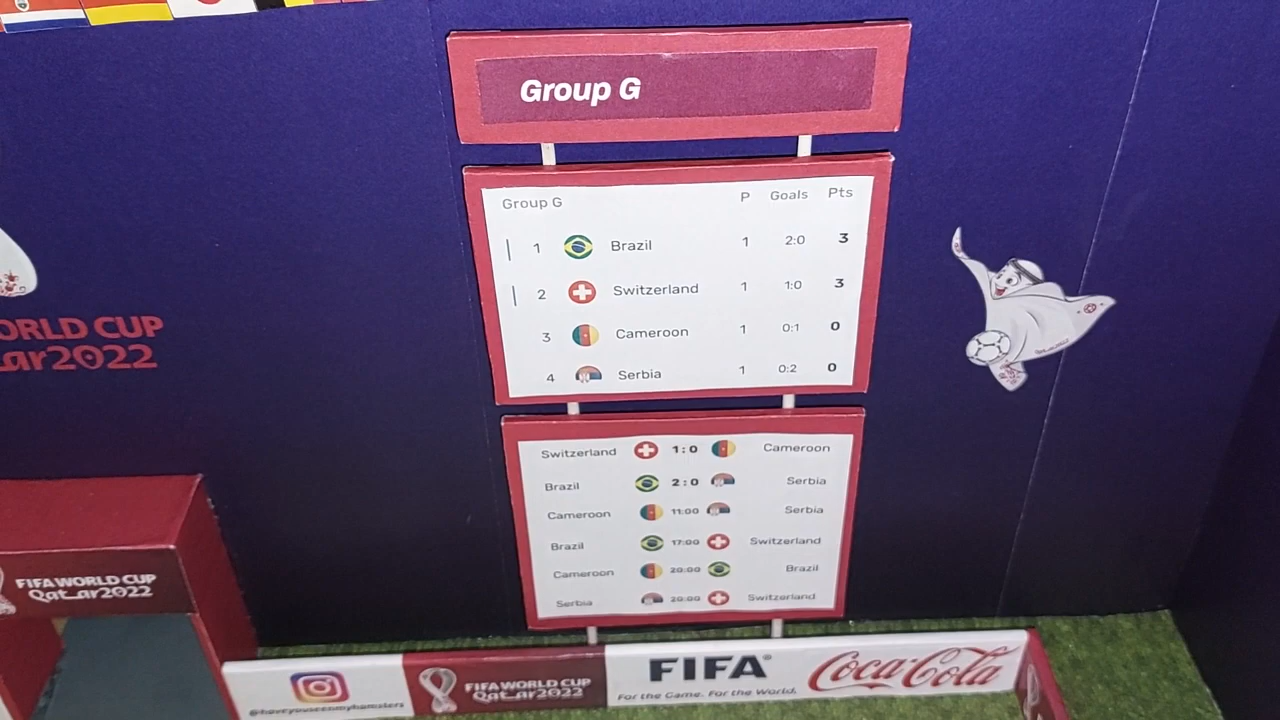 Group G
Group G P Goals Pts
1 Brazil 1 2:0 3
2 Switzerland 1 1:0 3
3 Cameroon 1 0:1 0
4 Serbia 1 0:2 0
Switzerland 1:0 Cameroon
Brazil 2:0 Serbia
Cameroon 11:00 Serbia
Brazil 17:00 Switzerland
Cameroon 20:00 Brazil
Serbia 20:00 Switzerland
ORLD CUP
ar2022
FIFA WORLD CUP
Qatar2022
@haveyouseenmyhamsters
FIFA WORLD CUP
Qatar2022
FIFA®
For the Game. For the World.
Coca-Cola